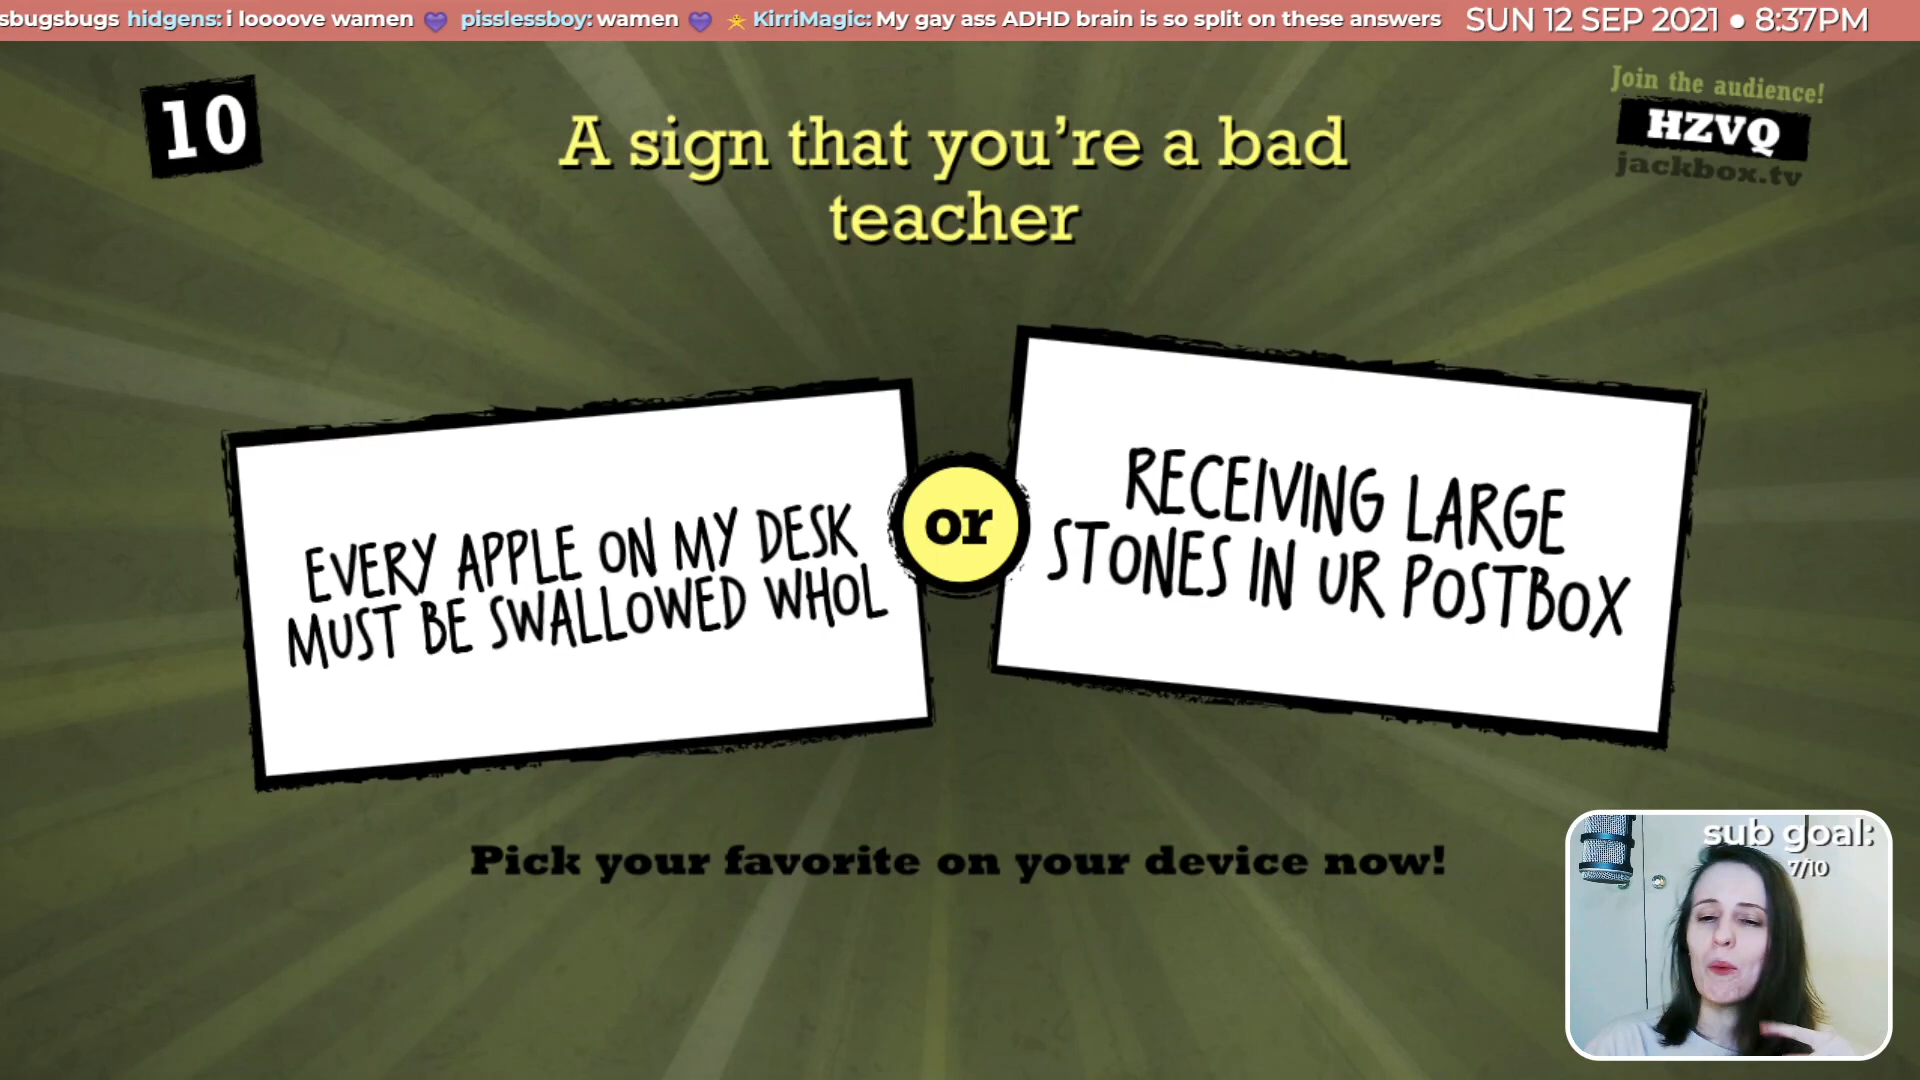 sbugsbugs hidgens: i loooove wamen 💜 pisslessboy: wamen 💜 KirriMagic: My gay ass ADHD brain is so split on these answers
SUN 12 SEP 2021 ● 8:37PM
10
A sign that you're a bad
teacher
Join the audience!
HZVQ
jackbox.tv
EVERY APPLE ON MY DESK
MUST BE SWALLOWED WHOL
or
RECEIVING LARGE
STONES IN UR POSTBOX
Pick your favorite on your device now!
sub goal:
7/10